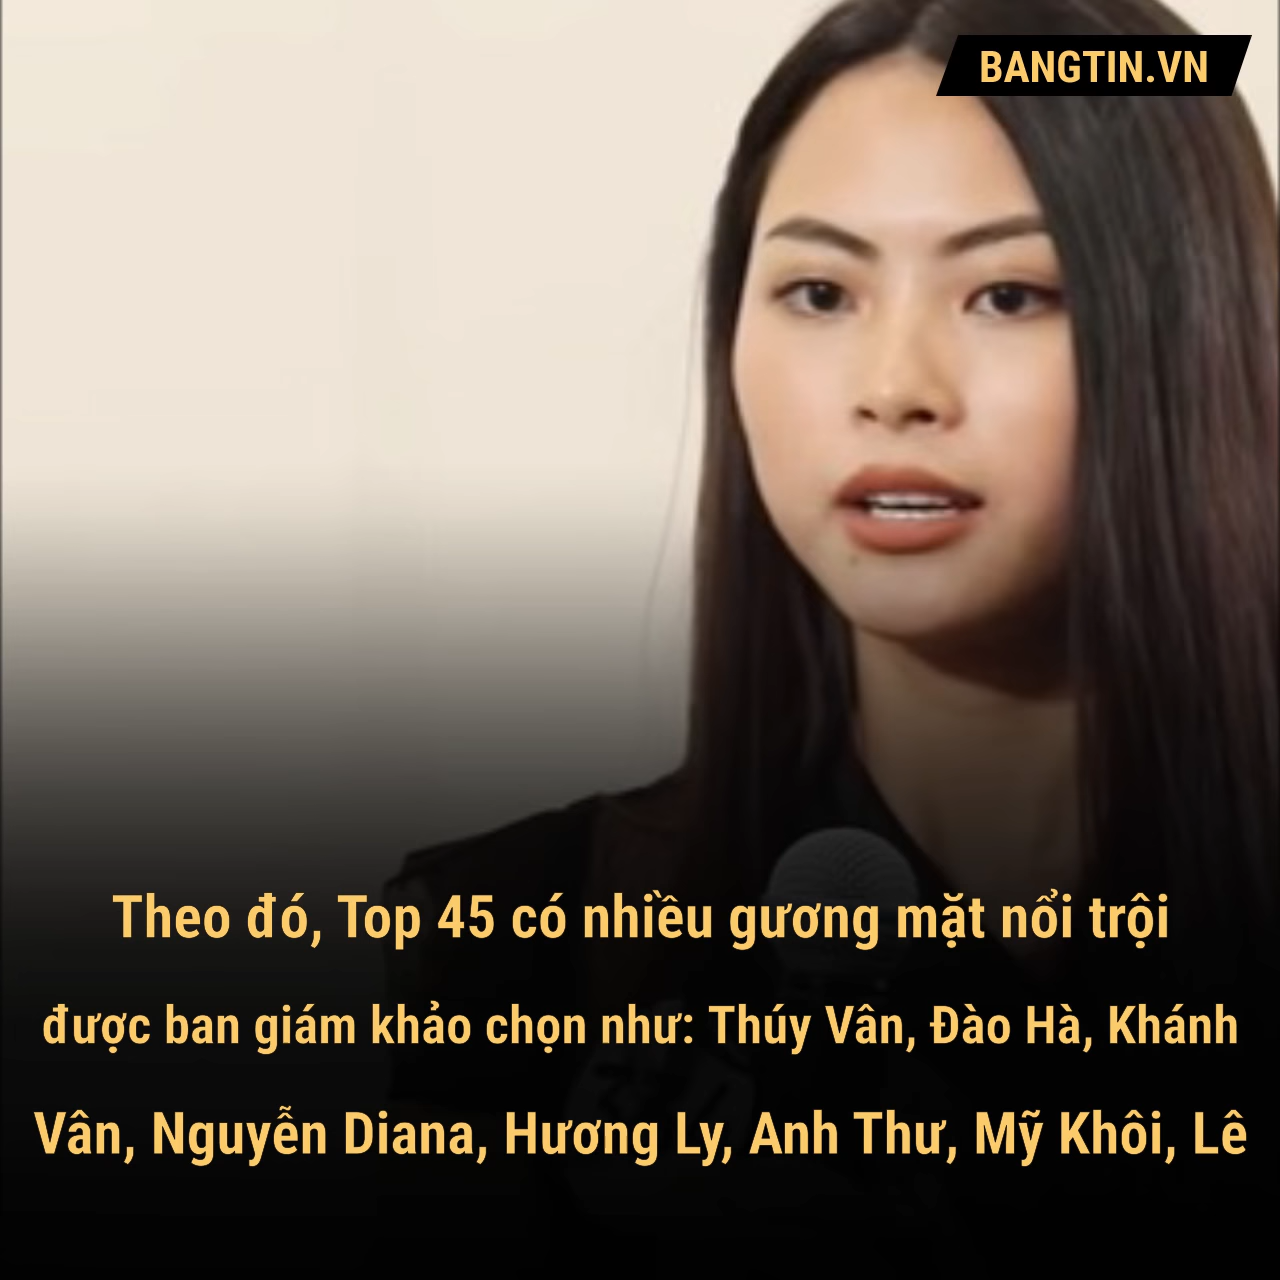 BANGTIN.VN
Theo đó, Top 45 có nhiều gương mặt nổi trội
được ban giám khảo chọn như: Thúy Vân, Đào Hà, Khánh
Vân, Nguyễn Diana, Hương Ly, Anh Thư, Mỹ Khôi, Lê